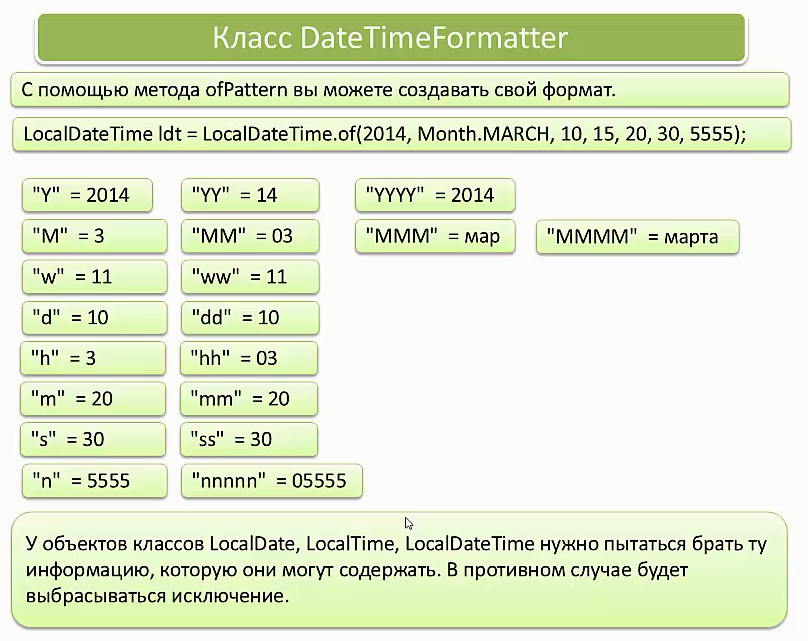 Класс DateTimeFormatter
С помощью метода ofPattern вы можете создавать свой формат.
LocalDateTime ldt = LocalDateTime.of(2014, Month.MARCH, 10, 15, 20, 30, 5555);
"Y" = 2014 "YY" = 14 "YYYY" = 2014
"M" = 3 "MM" = 03 "MMM" = мар "MMMM" = марта
"w" = 11 "ww" = 11
"d" = 10 "dd" = 10
"h" = 3 "hh" = 03
"m" = 20 "mm" = 20
"s" = 30 "ss" = 30
"n" = 5555 "nnnnn" = 05555
У объектов классов LocalDate, LocalTime, LocalDateTime нужно пытаться брать ту
информацию, которую они могут содержать. В противном случае будет
выбрасываться исключение.